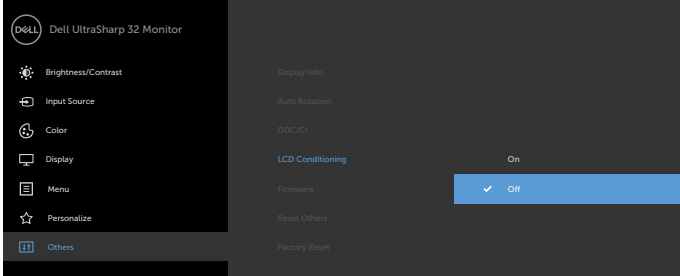 DELL Dell UltraSharp 32 Monitor
Brightness/Contrast
Input Source
Color
Display
Menu
Personalize
Others
Display Info
Auto Rotation
DDC/CI
LCD Conditioning
Firmware
Reset Others
Factory Reset
On
Off